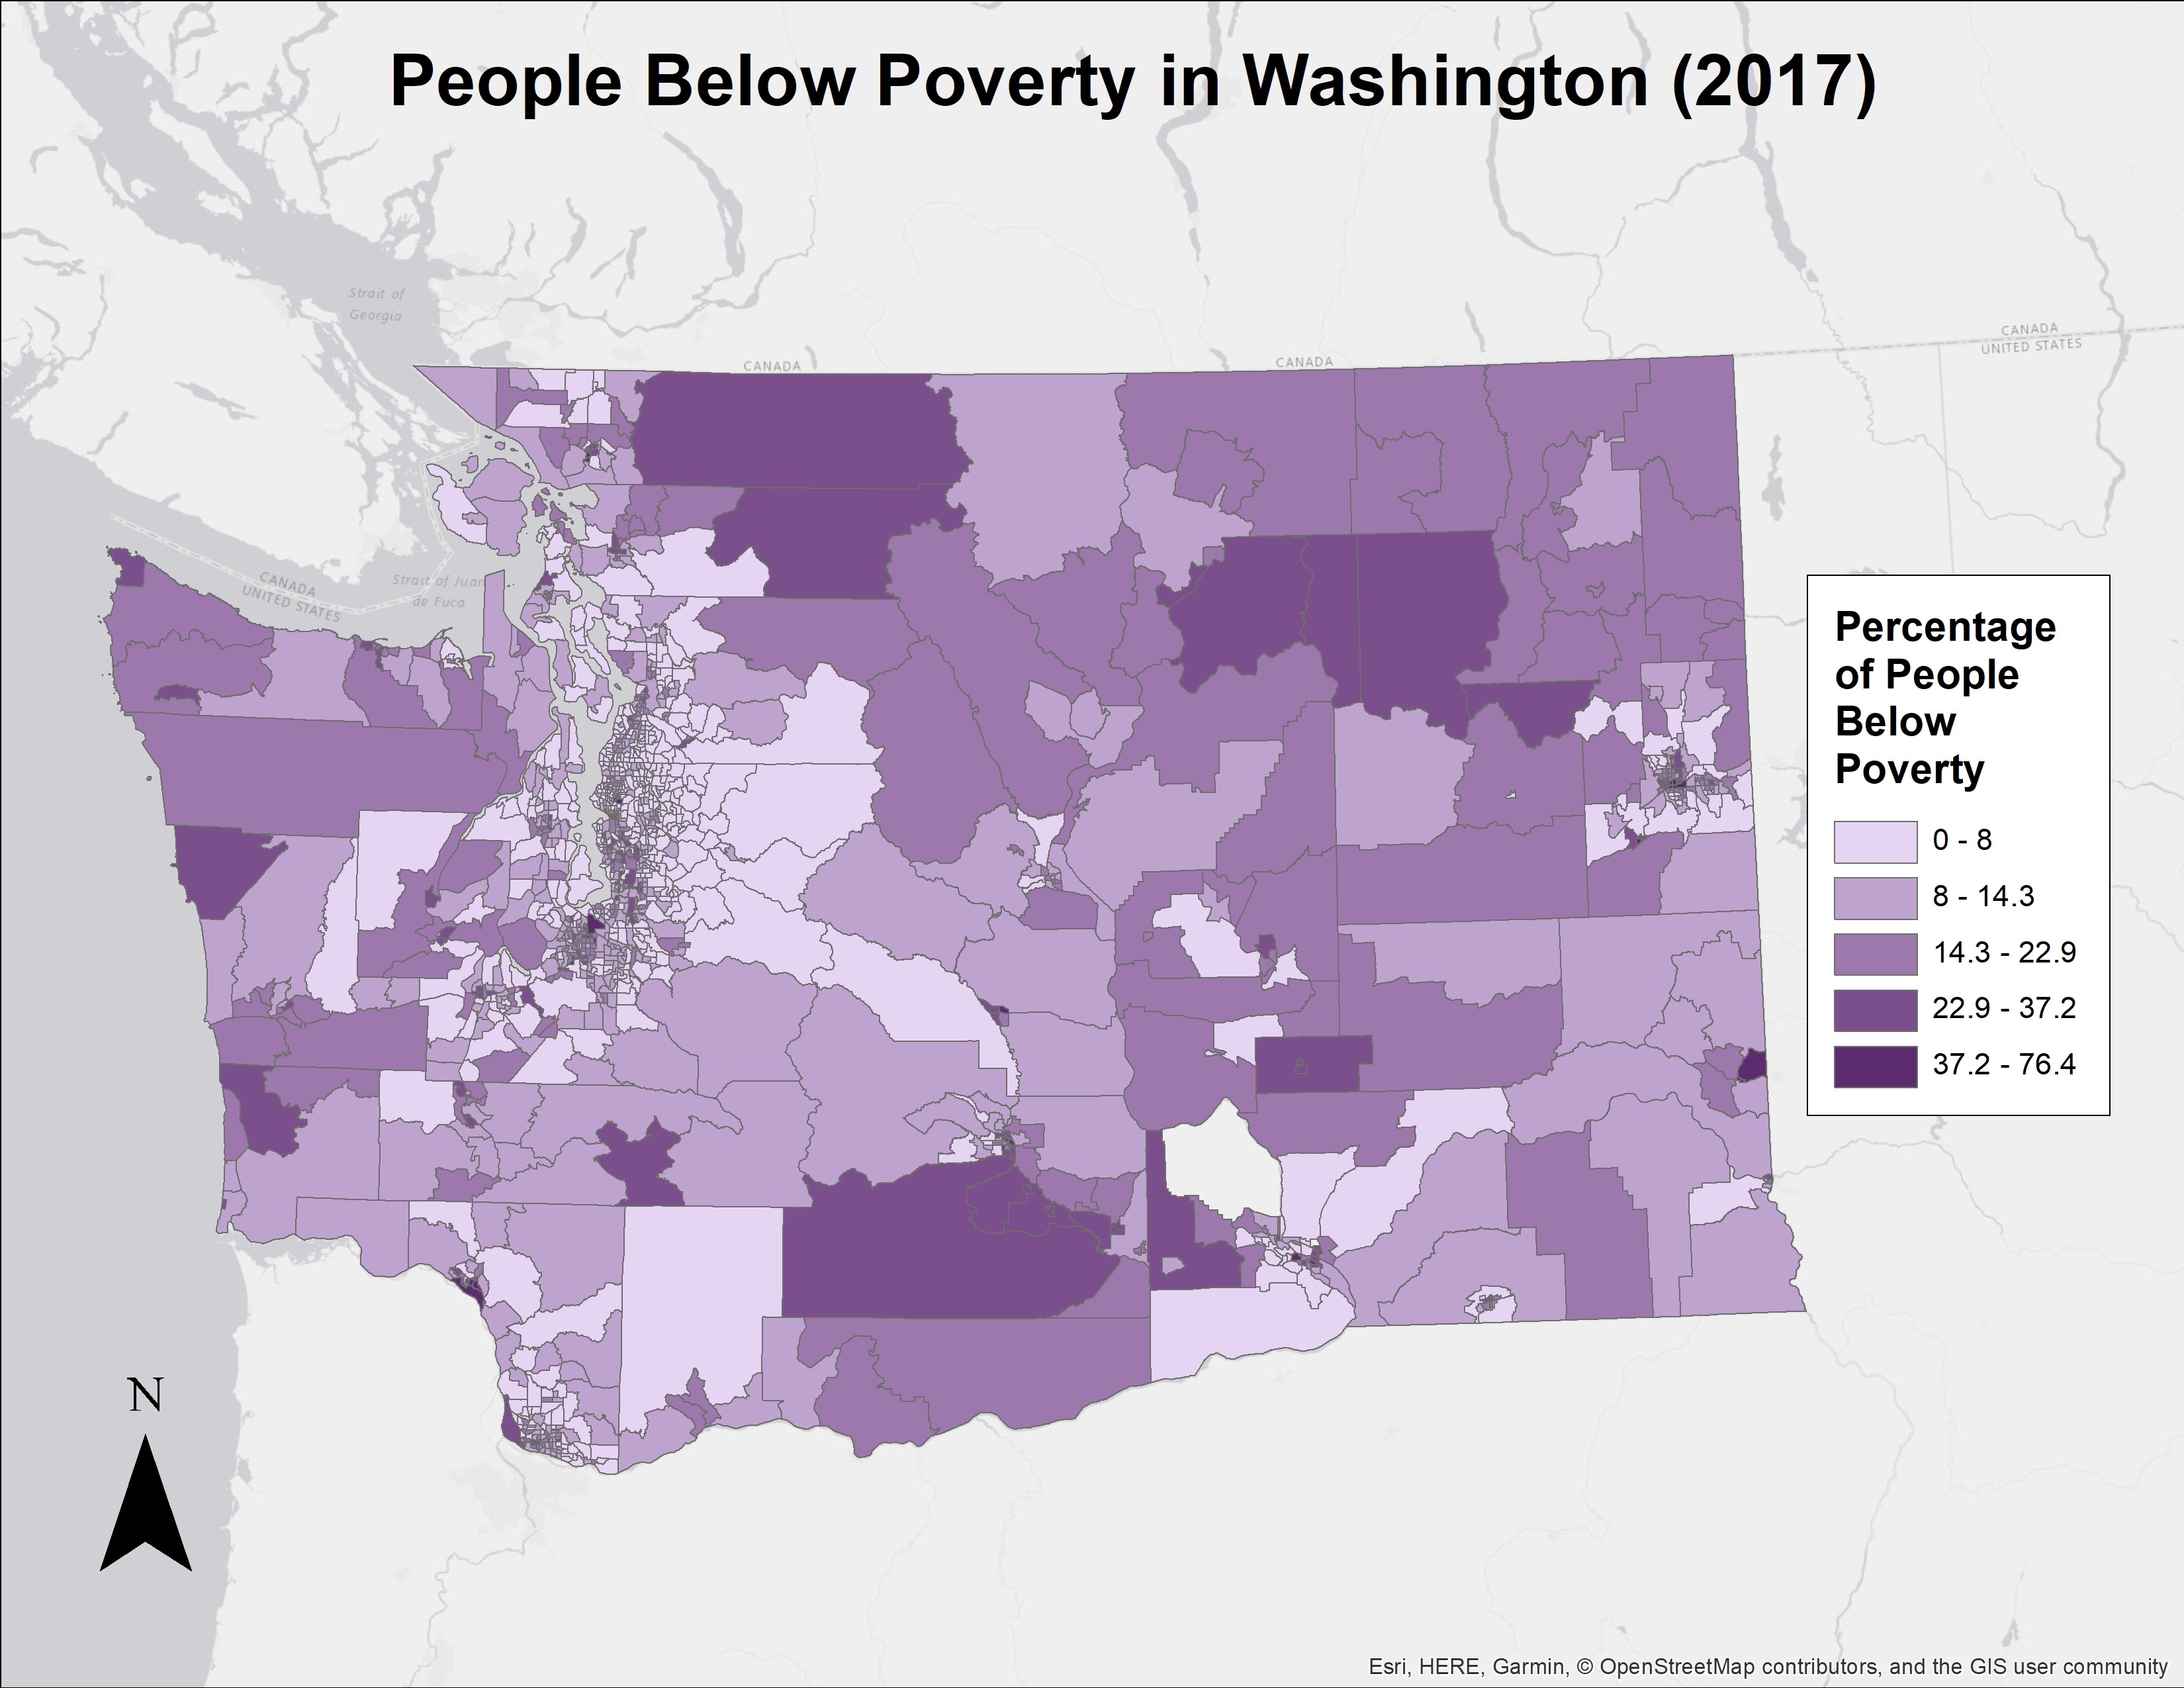 People Below Poverty in Washington (2017)
Strait of
Georgia
CANADA
CANADA
CANADA
UNITED STATES
CANADA
UNITED STATES
Strait of Juan
de Fuca
Percentage
of People
Below
Poverty
0 - 8
8 - 14.3
14.3 - 22.9
22.9 - 37.2
37.2 - 76.4
N
Esri, HERE, Garmin, © OpenStreetMap contributors, and the GIS user community